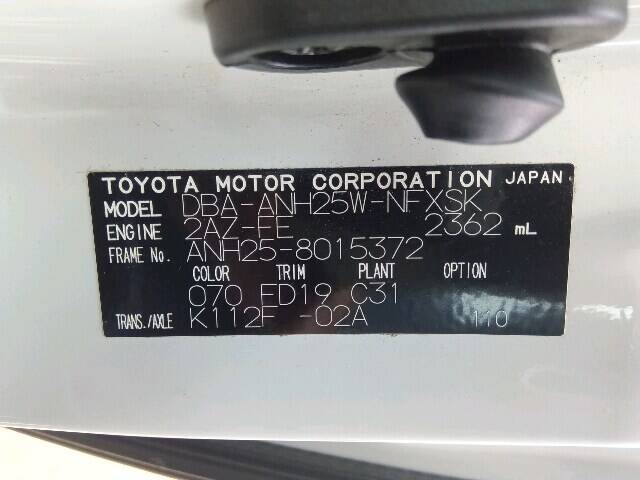 TOYOTA MOTOR CORPORATION JAPAN
MODEL DBA-ANH25W-NFXSK
ENGINE 2AZ-FE 2362 mL
FRAME No. ANH25-8015372
COLOR TRIM PLANT OPTION
070 FD19 C31
TRANS./AXLE K112F -02A 110